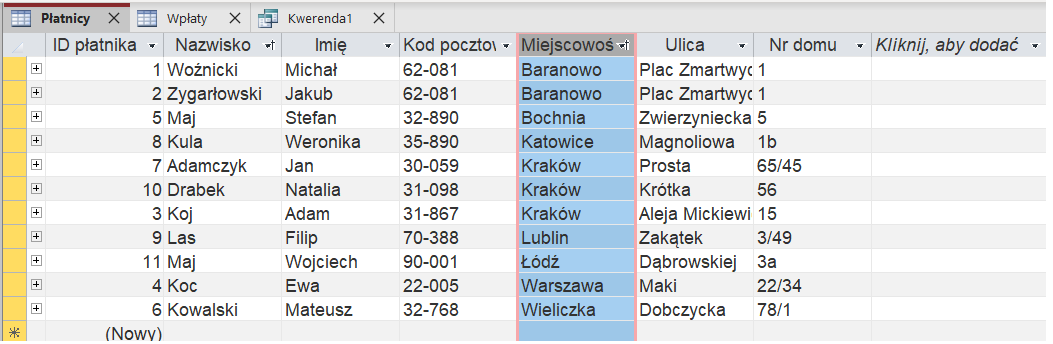 Płatnicy Wpłaty Kwerenda1
ID płatnika Nazwisko Imię Kod pocztow Miejscowoś Ulica Nr domu Kliknij, aby dodać
1 Woźnicki Michał 62-081 Baranowo Plac Zmartwyc 1
2 Zygarłowski Jakub 62-081 Baranowo Plac Zmartwyc 1
5 Maj Stefan 32-890 Bochnia Zwierzyniecka 5
8 Kula Weronika 35-890 Katowice Magnoliowa 1b
7 Adamczyk Jan 30-059 Kraków Prosta 65/45
10 Drabek Natalia 31-098 Kraków Krótka 56
3 Koj Adam 31-867 Kraków Aleja Mickiewi 15
9 Las Filip 70-388 Lublin Zakątek 3/49
11 Maj Wojciech 90-001 Łódź Dąbrowskiej 3a
4 Koc Ewa 22-005 Warszawa Maki 22/34
6 Kowalski Mateusz 32-768 Wieliczka Dobczycka 78/1
(Nowy)